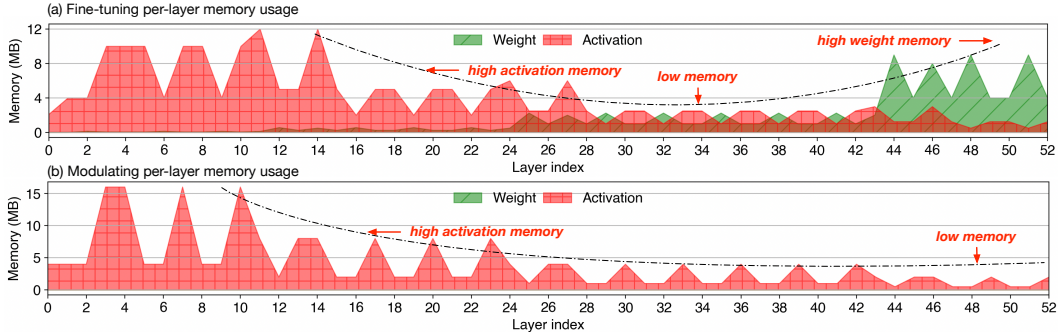 (a) Fine-tuning per-layer memory usage
Memory (MB)
12
8
4
0
Weight Activation
high activation memory
low memory
high weight memory
0 2 4 6 8 10 12 14 16 18 20 22 24 26 28 30 32 34 36 38 40 42 44 46 48 50 52
Layer index
(b) Modulating per-layer memory usage
Memory (MB)
15
10
5
0
Weight Activation
high activation memory
low memory
0 2 4 6 8 10 12 14 16 18 20 22 24 26 28 30 32 34 36 38 40 42 44 46 48 50 52
Layer index